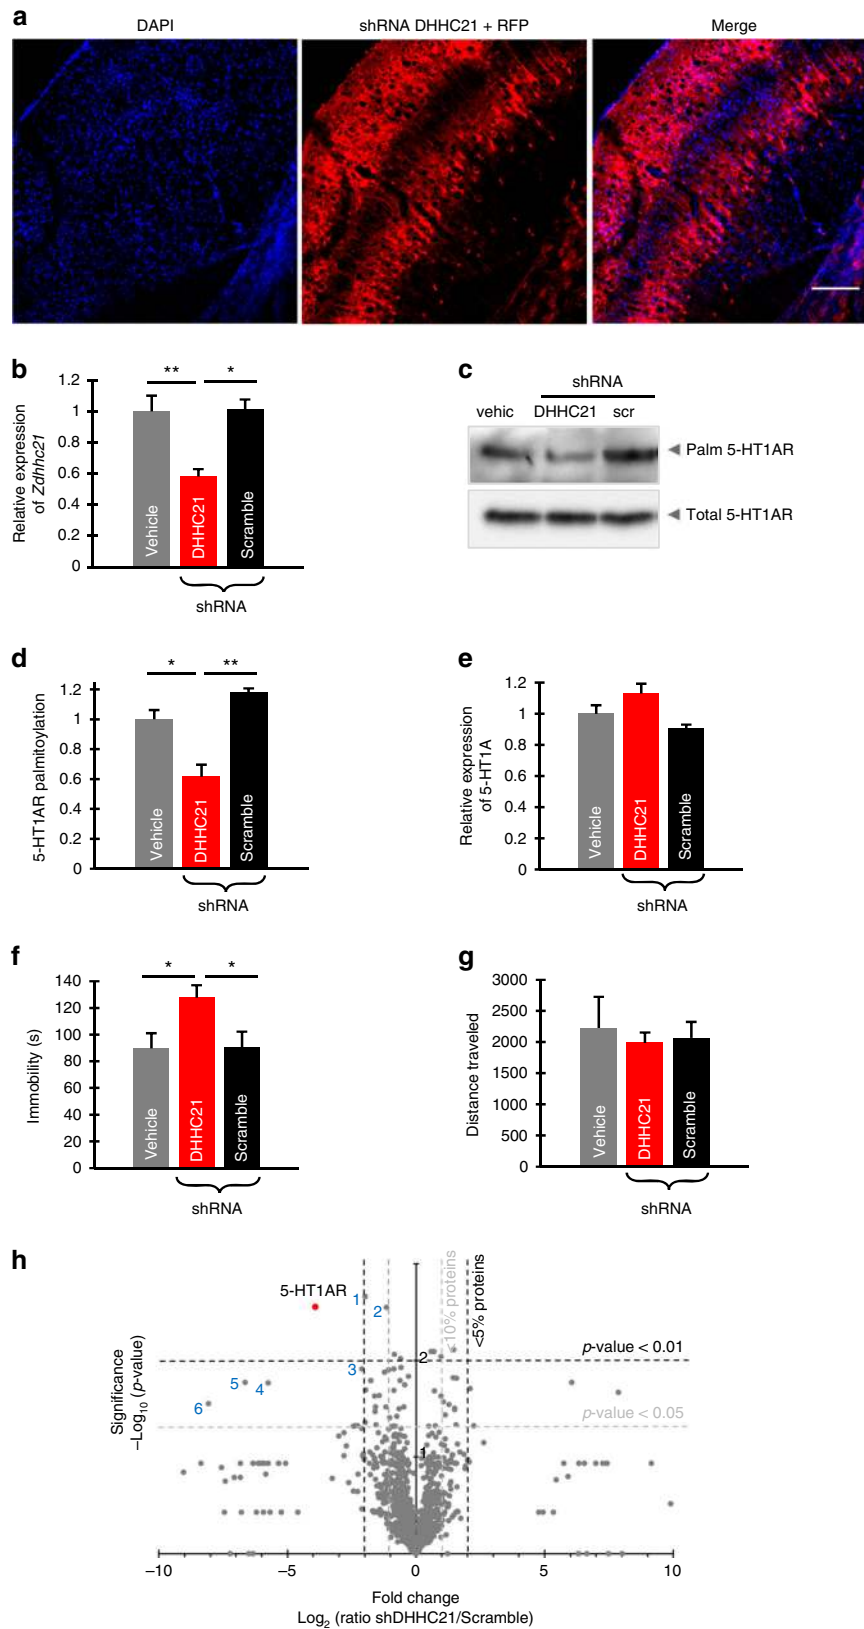 a
DAPI
shRNA DHHC21 + RFP
Merge
b
Relative expression
of Zdhhc21
1.2
1
0.8
0.6
0.4
0.2
0
**
*
Vehicle
DHHC21
Scramble
shRNA
c
shRNA
vehic
DHHC21
scr
Palm 5-HT1AR
Total 5-HT1AR
d
5-HT1AR palmitoylation
1.2
1
0.8
0.6
0.4
0.2
0
*
**
Vehicle
DHHC21
Scramble
shRNA
e
Relative expression
of 5-HT1A
1.2
1
0.8
0.6
0.4
0.2
0
Vehicle
DHHC21
Scramble
shRNA
f
Immobility (s)
140
120
100
80
60
40
20
0
*
*
Vehicle
DHHC21
Scramble
shRNA
g
Distance traveled
3000
2500
2000
1500
1000
500
0
Vehicle
DHHC21
Scramble
shRNA
h
Significance
–Log10 (p-value)
5-HT1AR
1
2
3
4
5
6
<10% proteins
<5% proteins
p-value < 0.01
p-value < 0.05
2
1
–10
–5
0
5
10
Fold change
Log2 (ratio shDHHC21/Scramble)